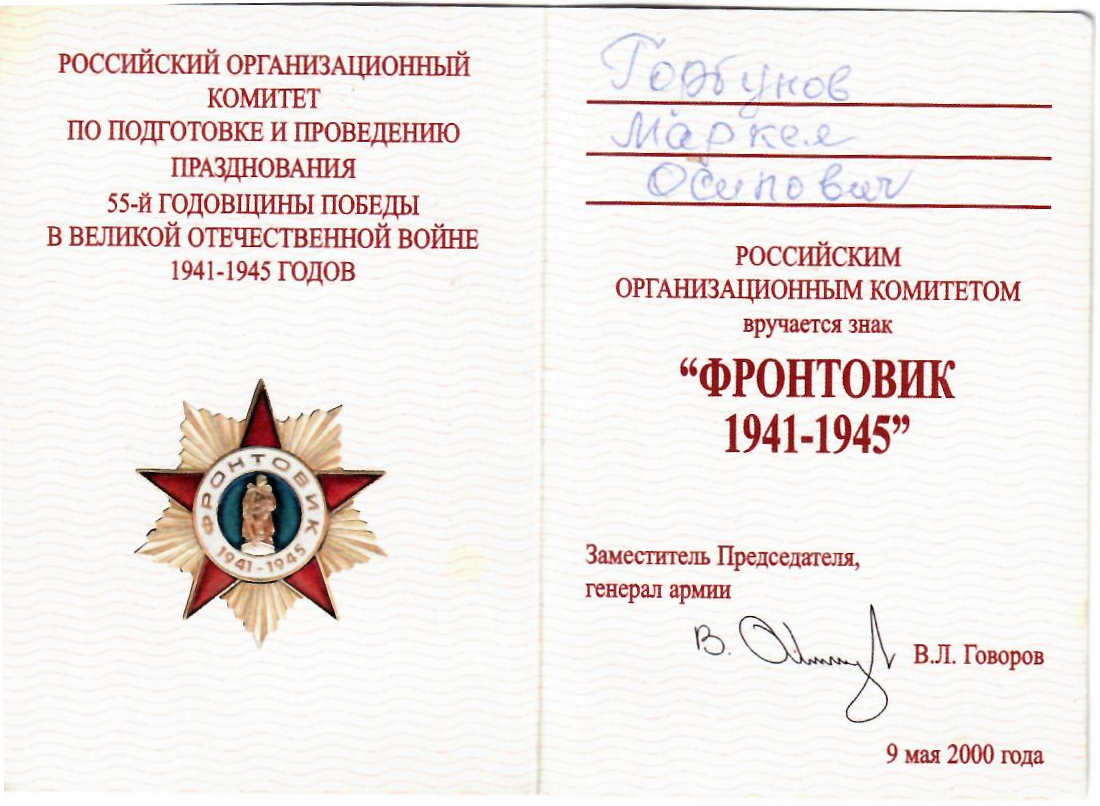 РОССИЙСКИЙ ОРГАНИЗАЦИОННЫЙ
КОМИТЕТ
ПО ПОДГОТОВКЕ И ПРОВЕДЕНИЮ
ПРАЗДНОВАНИЯ
55-й ГОДОВЩИНЫ ПОБЕДЫ
В ВЕЛИКОЙ ОТЕЧЕСТВЕННОЙ ВОЙНЕ
1941-1945 ГОДОВ
ФРОНТОВИК
1941-1945
Горбунов
Маркел
Осипович
РОССИЙСКИМ
ОРГАНИЗАЦИОННЫМ КОМИТЕТОМ
вручается знак
“ФРОНТОВИК
1941-1945”
Заместитель Председателя,
генерал армии
В.
В.Л. Говоров
9 мая 2000 года